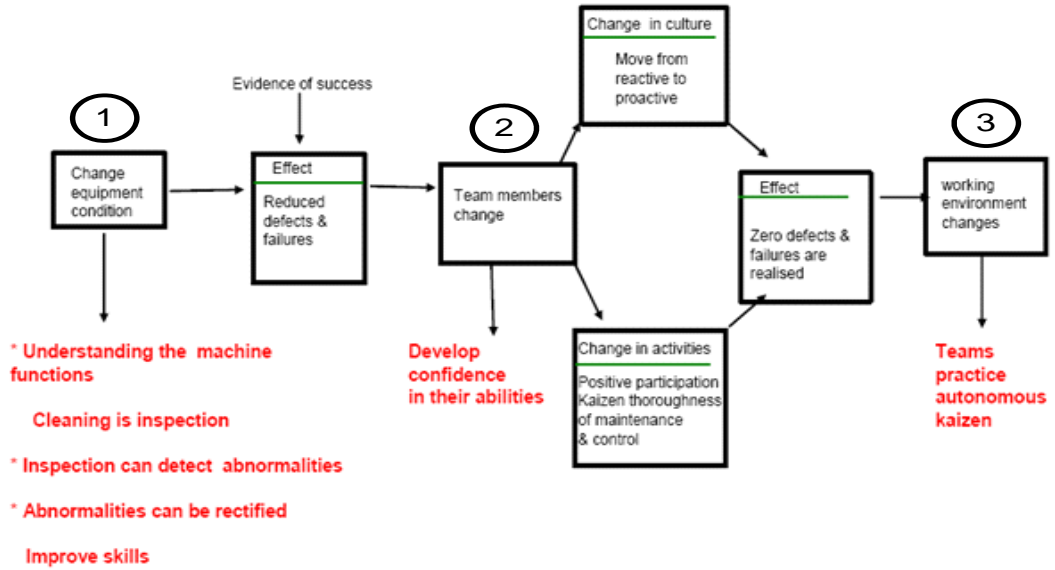 1
Change
equipment
condition
Evidence of success
Effect
Reduced
defects &
failures
2
Team members
change
Change in culture
Move from
reactive to
proactive
Change in activities
Positive participation
Kaizen thoroughness
of maintenance
& control
Effect
Zero defects &
failures are
realised
3
working
environment
changes
* Understanding the machine
functions
Cleaning is inspection
* Inspection can detect abnormalities
* Abnormalities can be rectified
Improve skills
Develop
confidence
in their abilities
Teams
practice
autonomous
kaizen